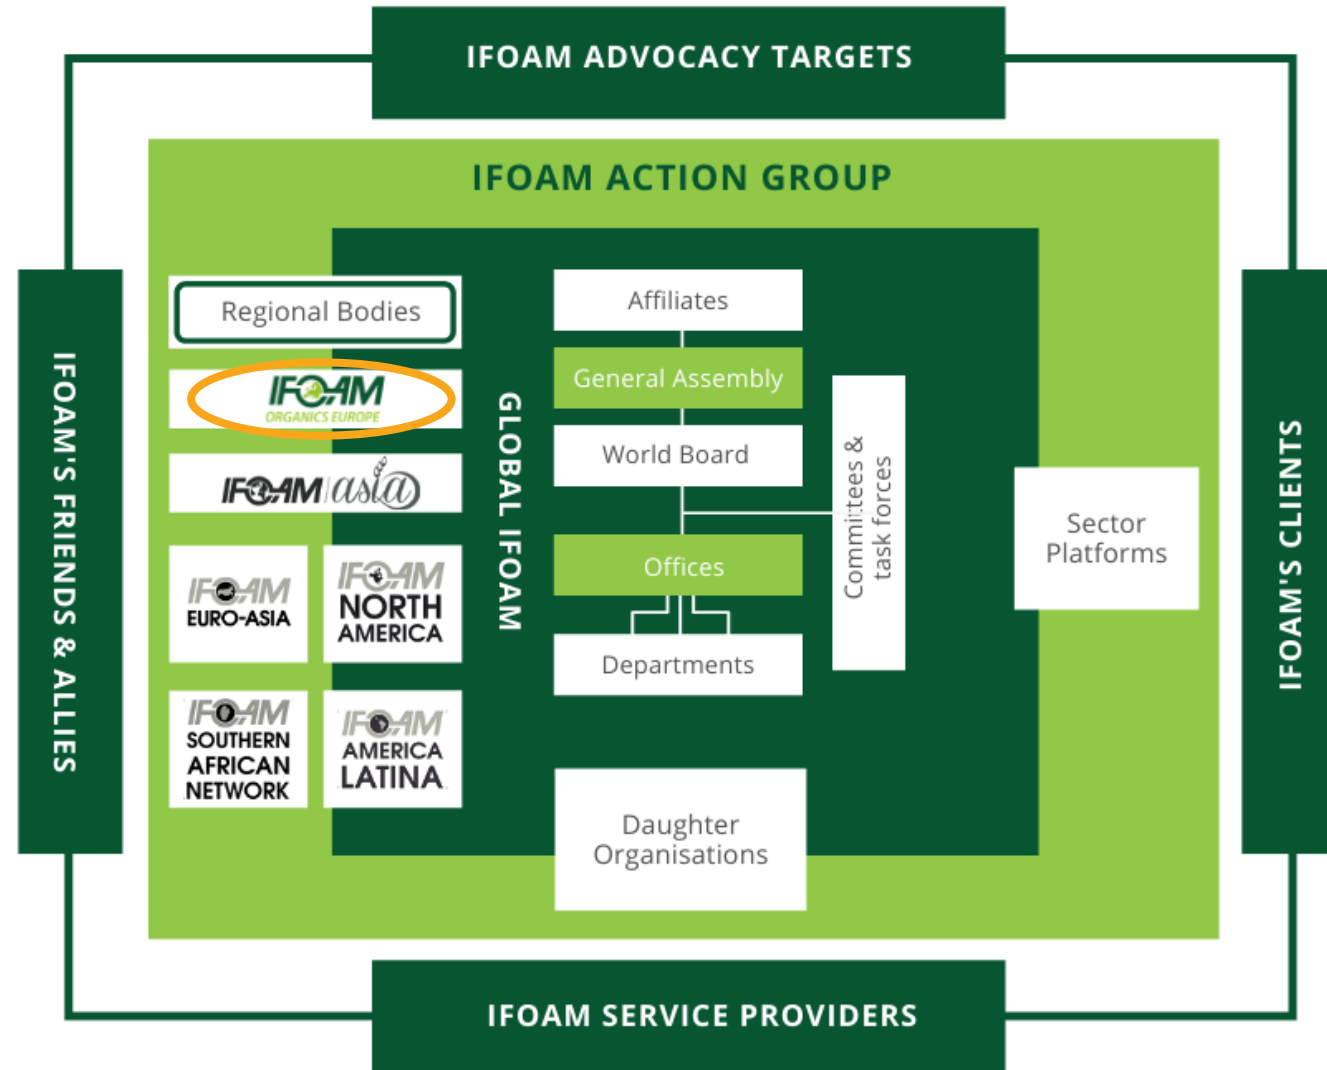 IFOAM ADVOCACY TARGETS
IFOAM ACTION GROUP
IFOAM'S FRIENDS & ALLIES
Regional Bodies
IFOAM
ORGANICS EUROPE
IFOAM asia
IFOAM
EURO-ASIA
IFOAM
NORTH
AMERICA
IFOAM
SOUTHERN
AFRICAN
NETWORK
IFOAM
AMERICA
LATINA
GLOBAL IFOAM
Affiliates
General Assembly
World Board
Offices
Departments
Committees &
task forces
Daughter
Organisations
Sector
Platforms
IFOAM'S CLIENTS
IFOAM SERVICE PROVIDERS